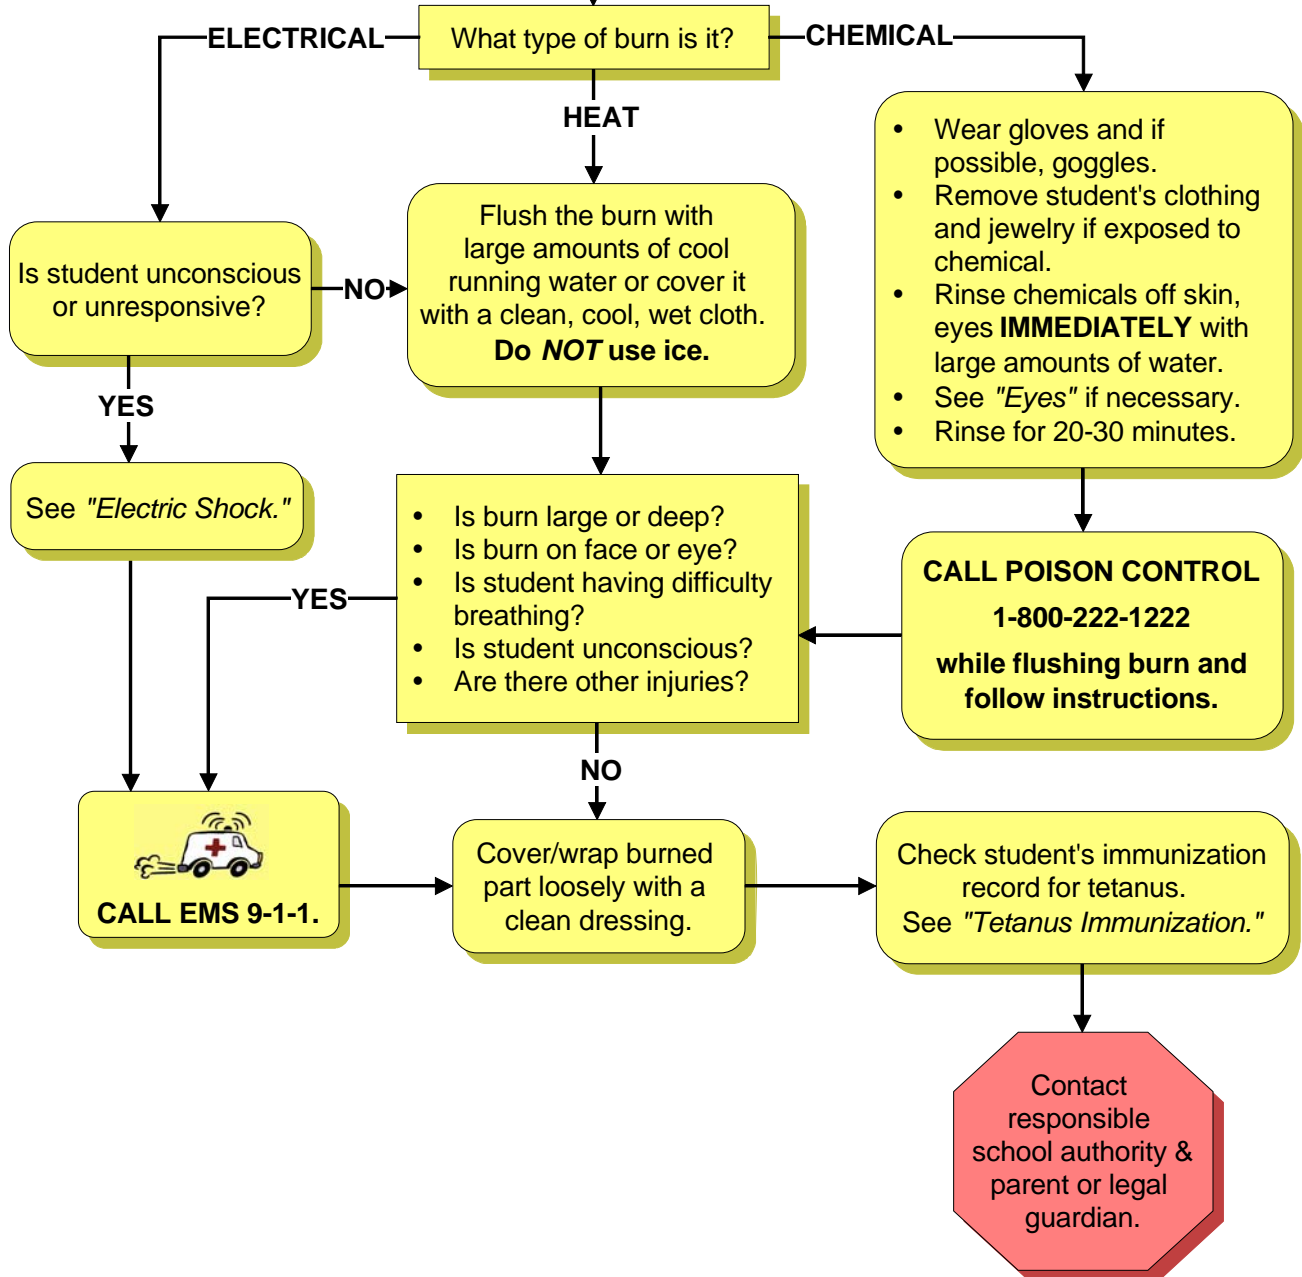 What type of burn is it?
ELECTRICAL
HEAT
CHEMICAL
Is student unconscious
or unresponsive?
NO
YES
See "Electric Shock."
Flush the burn with
large amounts of cool
running water or cover it
with a clean, cool, wet cloth.
Do NOT use ice.
• Wear gloves and if
possible, goggles.
• Remove student's clothing
and jewelry if exposed to
chemical.
• Rinse chemicals off skin,
eyes IMMEDIATELY with
large amounts of water.
• See "Eyes" if necessary.
• Rinse for 20-30 minutes.
CALL POISON CONTROL
1-800-222-1222
while flushing burn and
follow instructions.
• Is burn large or deep?
• Is burn on face or eye?
• Is student having difficulty
breathing?
• Is student unconscious?
• Are there other injuries?
YES
NO
CALL EMS 9-1-1.
Cover/wrap burned
part loosely with a
clean dressing.
Check student's immunization
record for tetanus.
See "Tetanus Immunization."
Contact
responsible
school authority &
parent or legal
guardian.